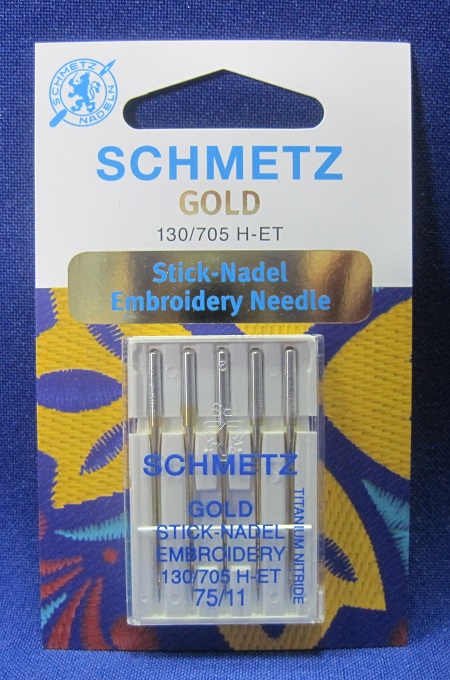 SCHMETZ
NADELN
SCHMETZ
GOLD
130/705 H-ET
Stick-Nadel
Embroidery Needle
SCHMETZ
GOLD
STICK-NADEL
EMBROIDERY
130/705 H-ET
75/11
TITANIUM NITRIDE